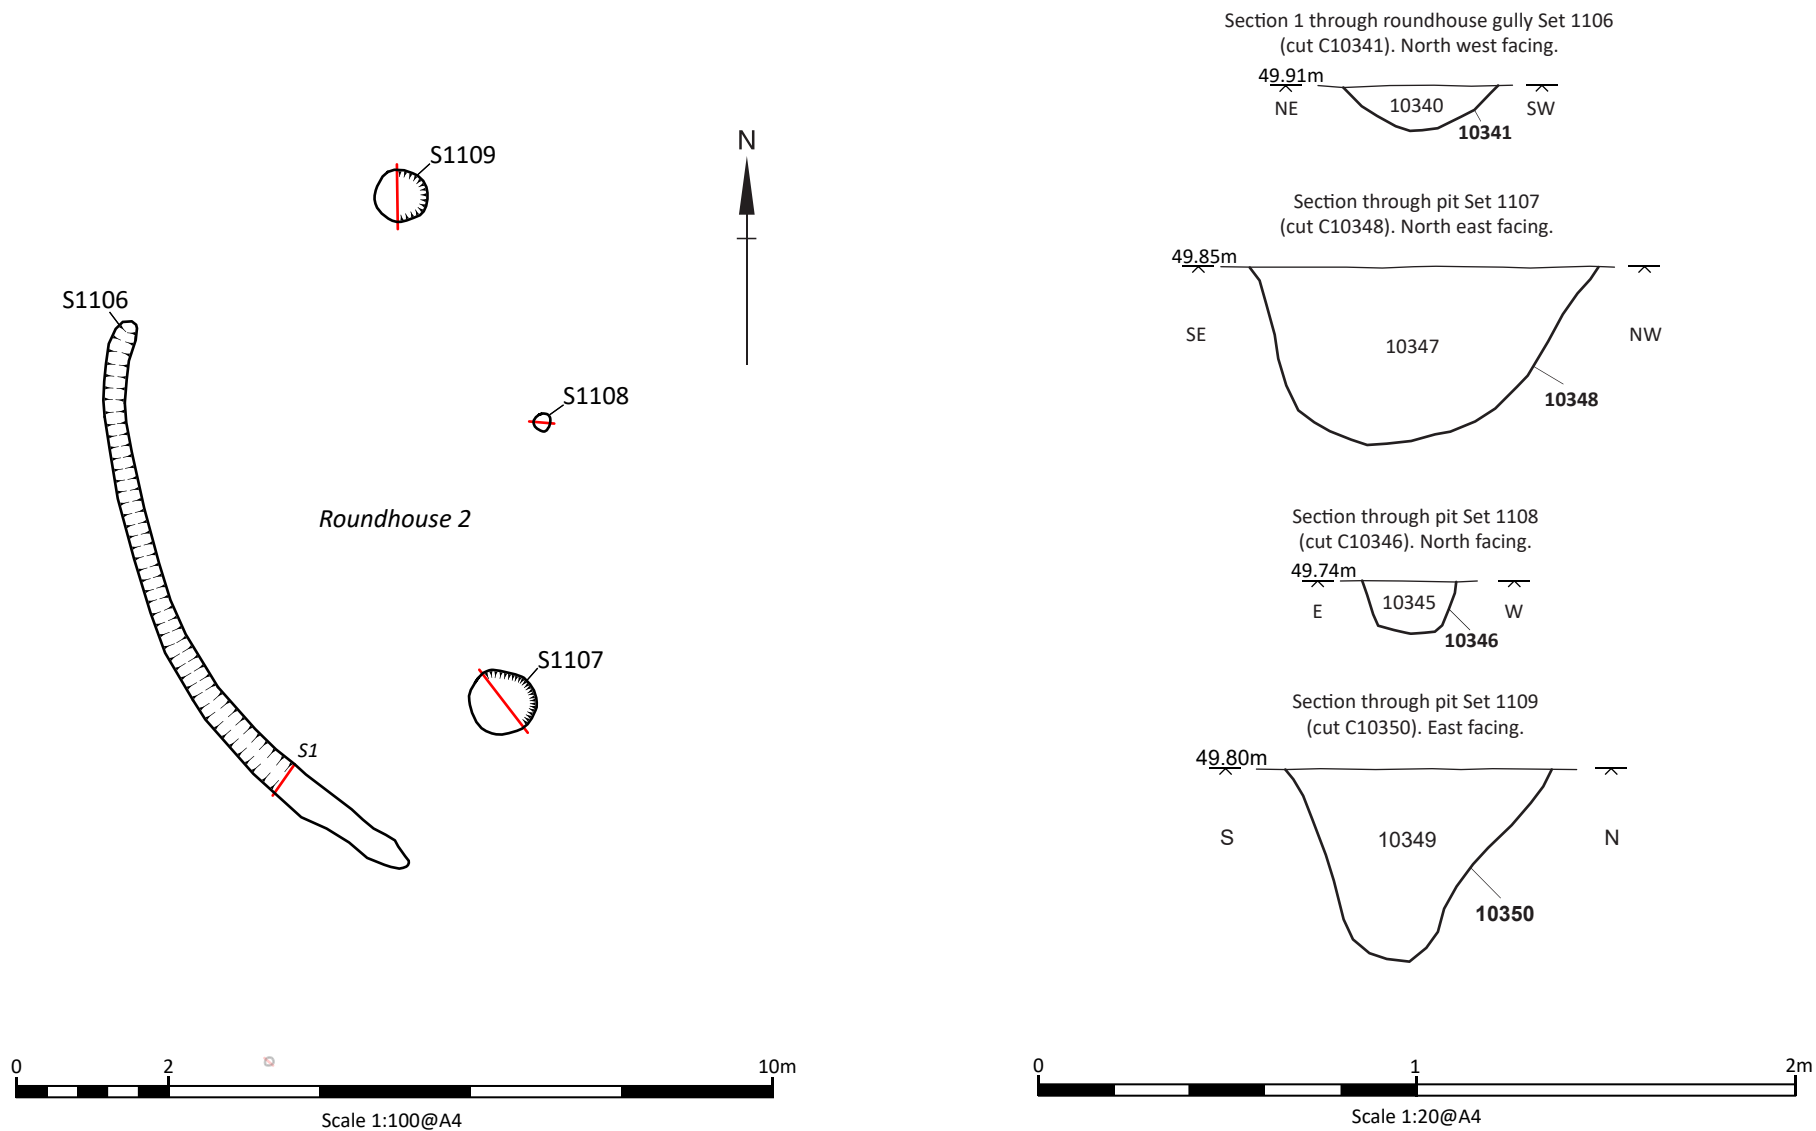 S1109
N
S1106
S1108
Roundhouse 2
S1107
S1
0 2 10m
Scale 1:100@A4
Section 1 through roundhouse gully Set 1106
(cut C10341). North west facing.
49.91m
NE 10340 SW
10341
Section through pit Set 1107
(cut C10348). North east facing.
49.85m
SE 10347 NW
10348
Section through pit Set 1108
(cut C10346). North facing.
49.74m
E 10345 W
10346
Section through pit Set 1109
(cut C10350). East facing.
49.80m
S 10349 N
10350
0 1 2m
Scale 1:20@A4